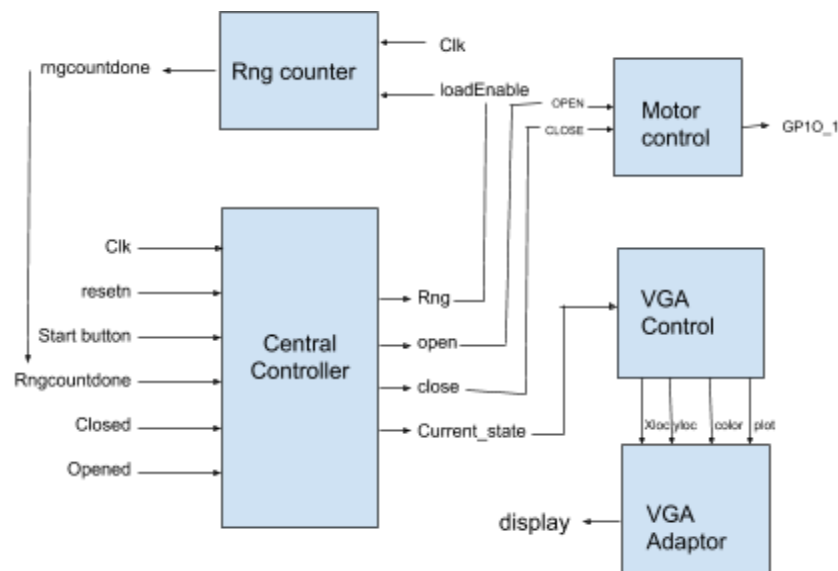 Clk
Rng counter
rngcountdone
loadEnable
OPEN
CLOSE
Motor
control
GP1O_1
Clk
resetn
Start button
Rngcountdone
Closed
Opened
Central
Controller
Rng
open
close
Current_state
VGA
Control
Xloc yloc color plot
VGA
Adaptor
display